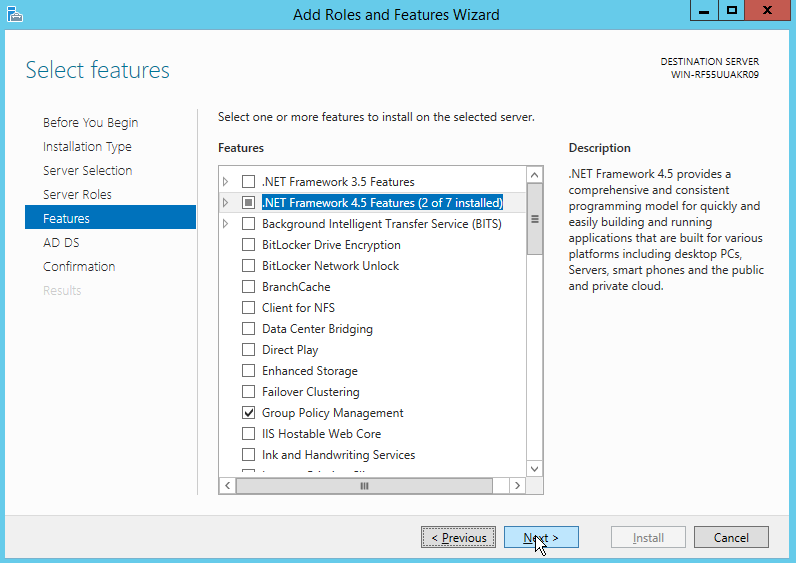 Add Roles and Features Wizard
Select features
DESTINATION SERVER
WIN-RF55UUAKR09
Before You Begin
Installation Type
Server Selection
Server Roles
Features
AD DS
Confirmation
Results
Select one or more features to install on the selected server.
Features
.NET Framework 3.5 Features
.NET Framework 4.5 Features (2 of 7 installed)
Background Intelligent Transfer Service (BITS)
BitLocker Drive Encryption
BitLocker Network Unlock
BranchCache
Client for NFS
Data Center Bridging
Direct Play
Enhanced Storage
Failover Clustering
Group Policy Management
IIS Hostable Web Core
Ink and Handwriting Services
Description
.NET Framework 4.5 provides a
comprehensive and consistent
programming model for quickly and
easily building and running
applications that are built for various
platforms including desktop PCs,
Servers, smart phones and the public
and private cloud.
< Previous
Next >
Install
Cancel